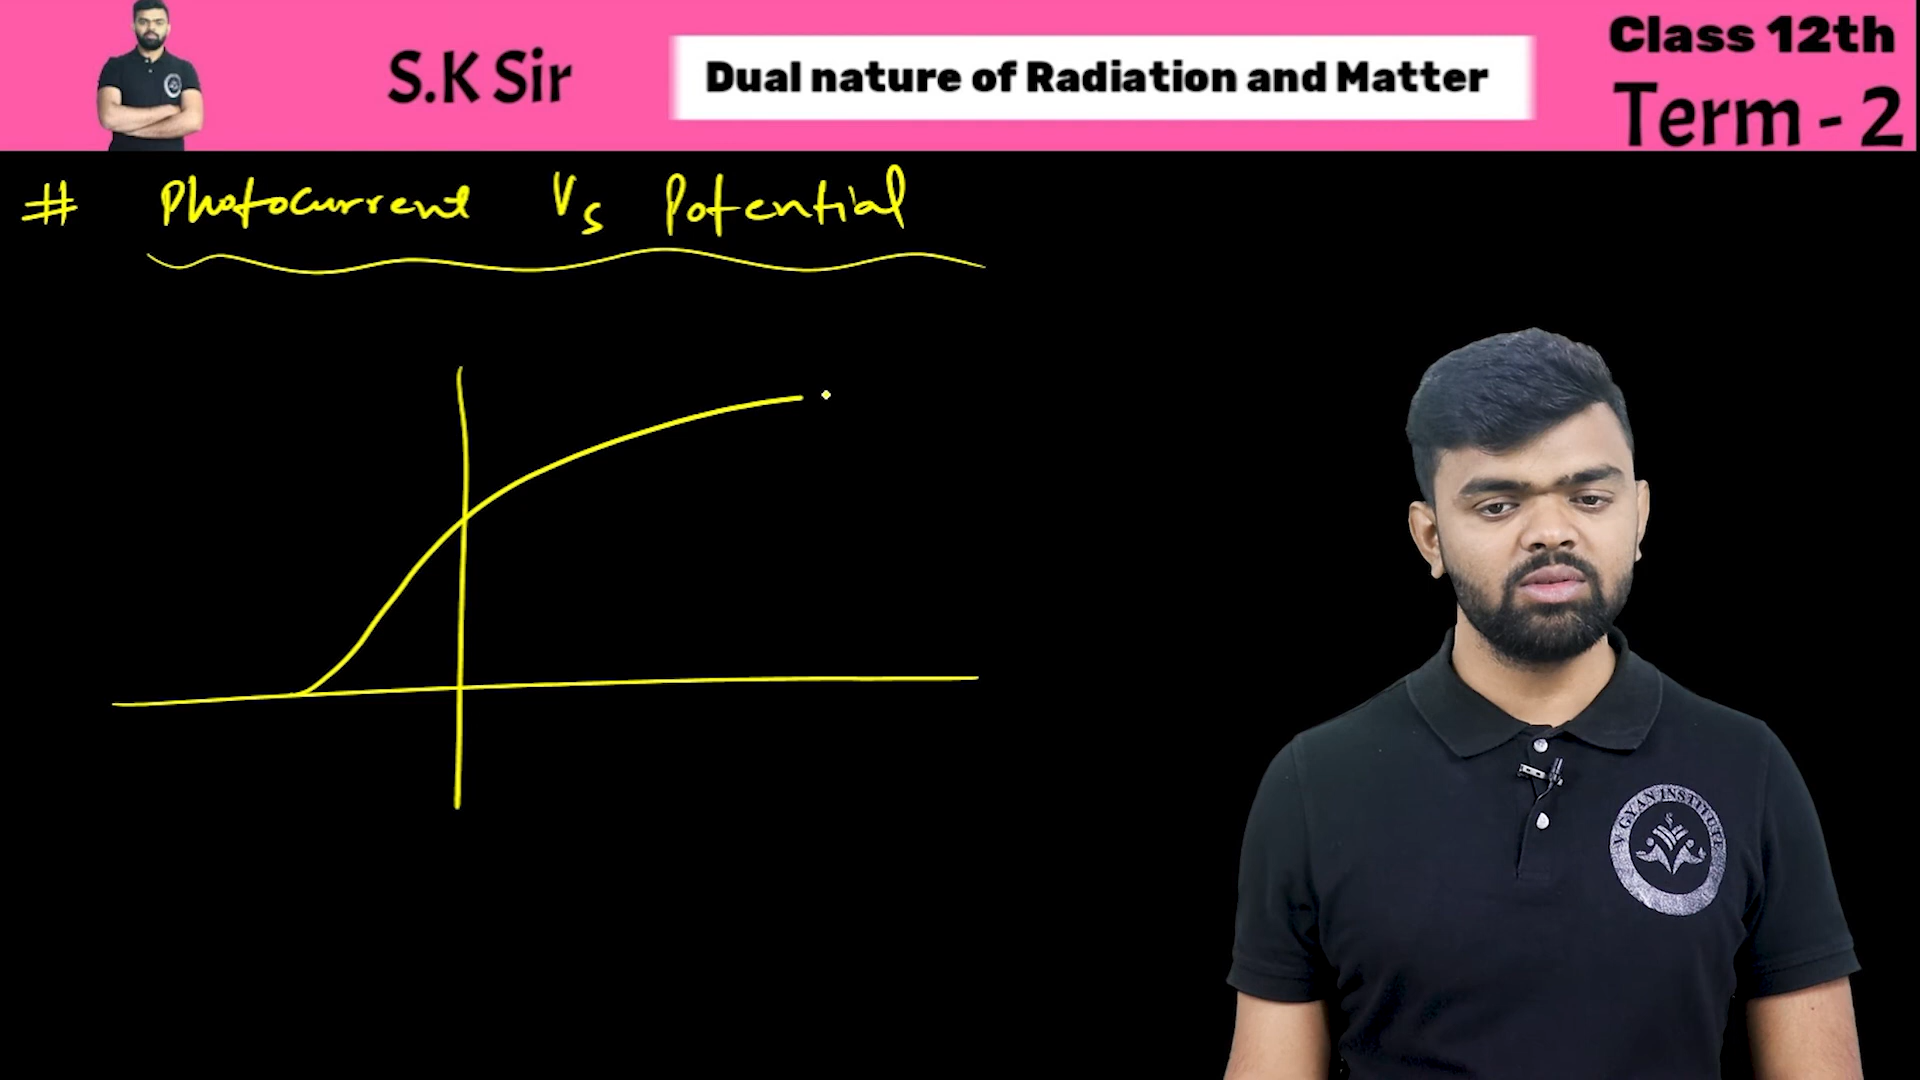 S.K Sir
Dual nature of Radiation and Matter
Class 12th
Term - 2
# Photocurrent Vs Potential